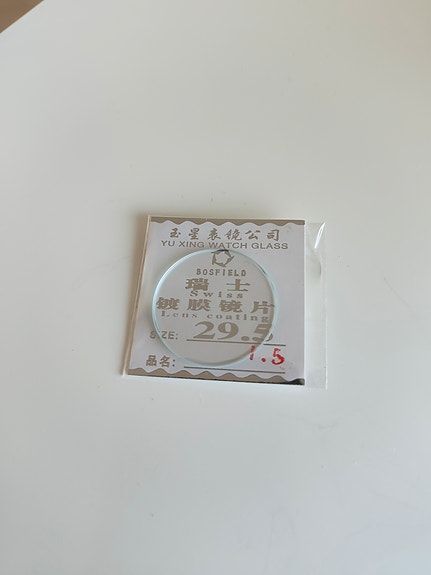 玉星表镜公司
YU XING WATCH GLASS
BOSFIELD
瑞士
Swiss
镀膜镜片
Lens coating
SIZE: 29.5
1.5
品名: